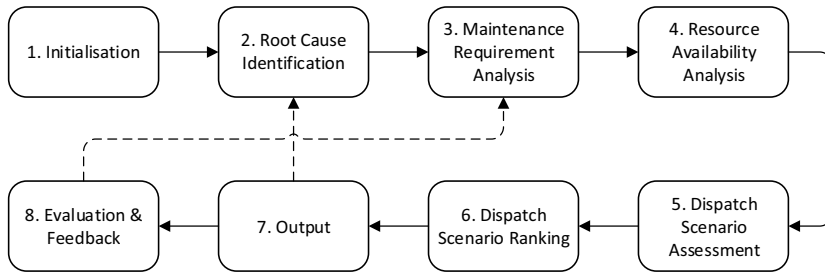 1. Initialisation
2. Root Cause
Identification
3. Maintenance
Requirement
Analysis
4. Resource
Availability
Analysis
8. Evaluation &
Feedback
7. Output
6. Dispatch
Scenario Ranking
5. Dispatch
Scenario
Assessment